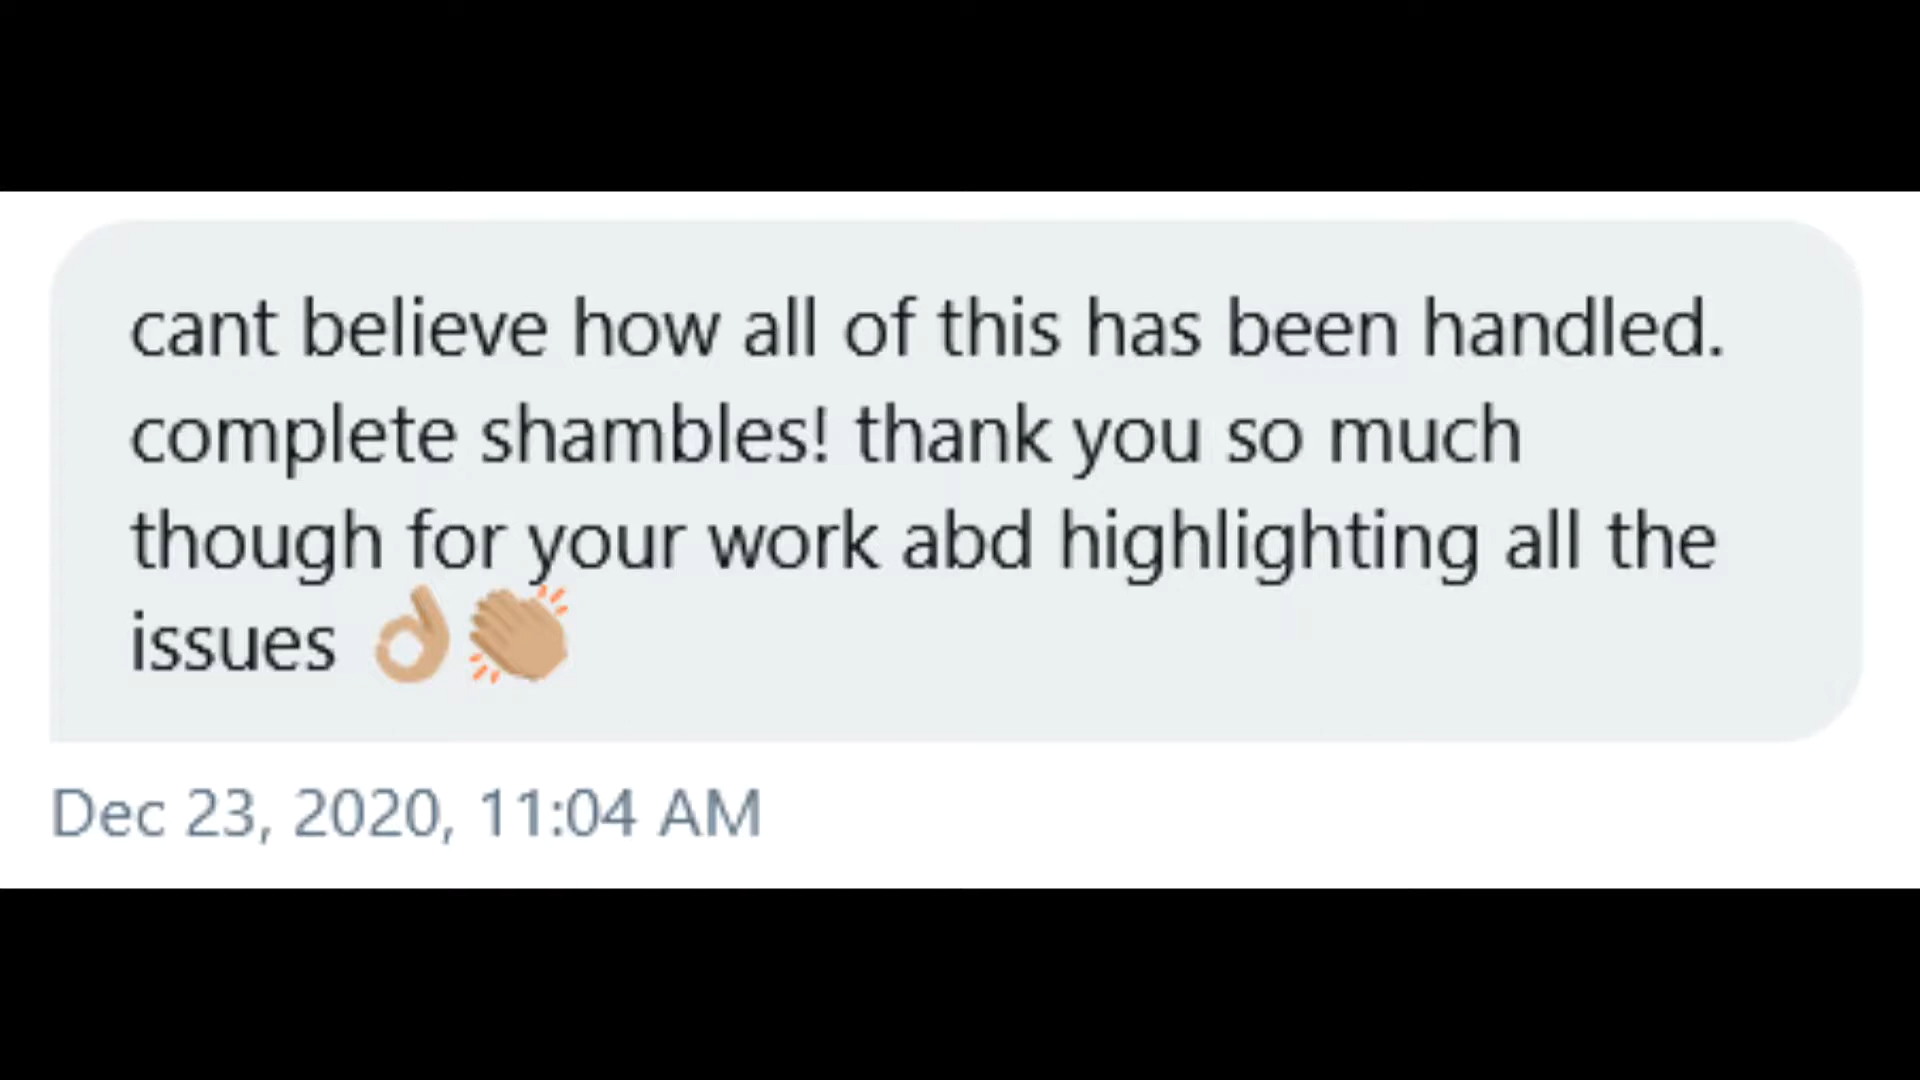 cant believe how all of this has been handled.
complete shambles! thank you so much
though for your work abd highlighting all the
issues 👌🏼👏🏼
Dec 23, 2020, 11:04 AM